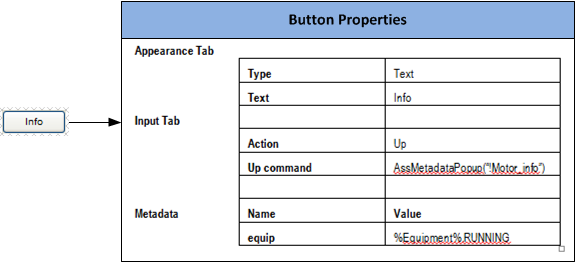 Button Properties
Appearance Tab
Type Text
Text Info
Info
Input Tab
Action Up
Up command AssMetadataPopup("!Motor_info")
Metadata Name Value
equip %Equipment%.RUNNING